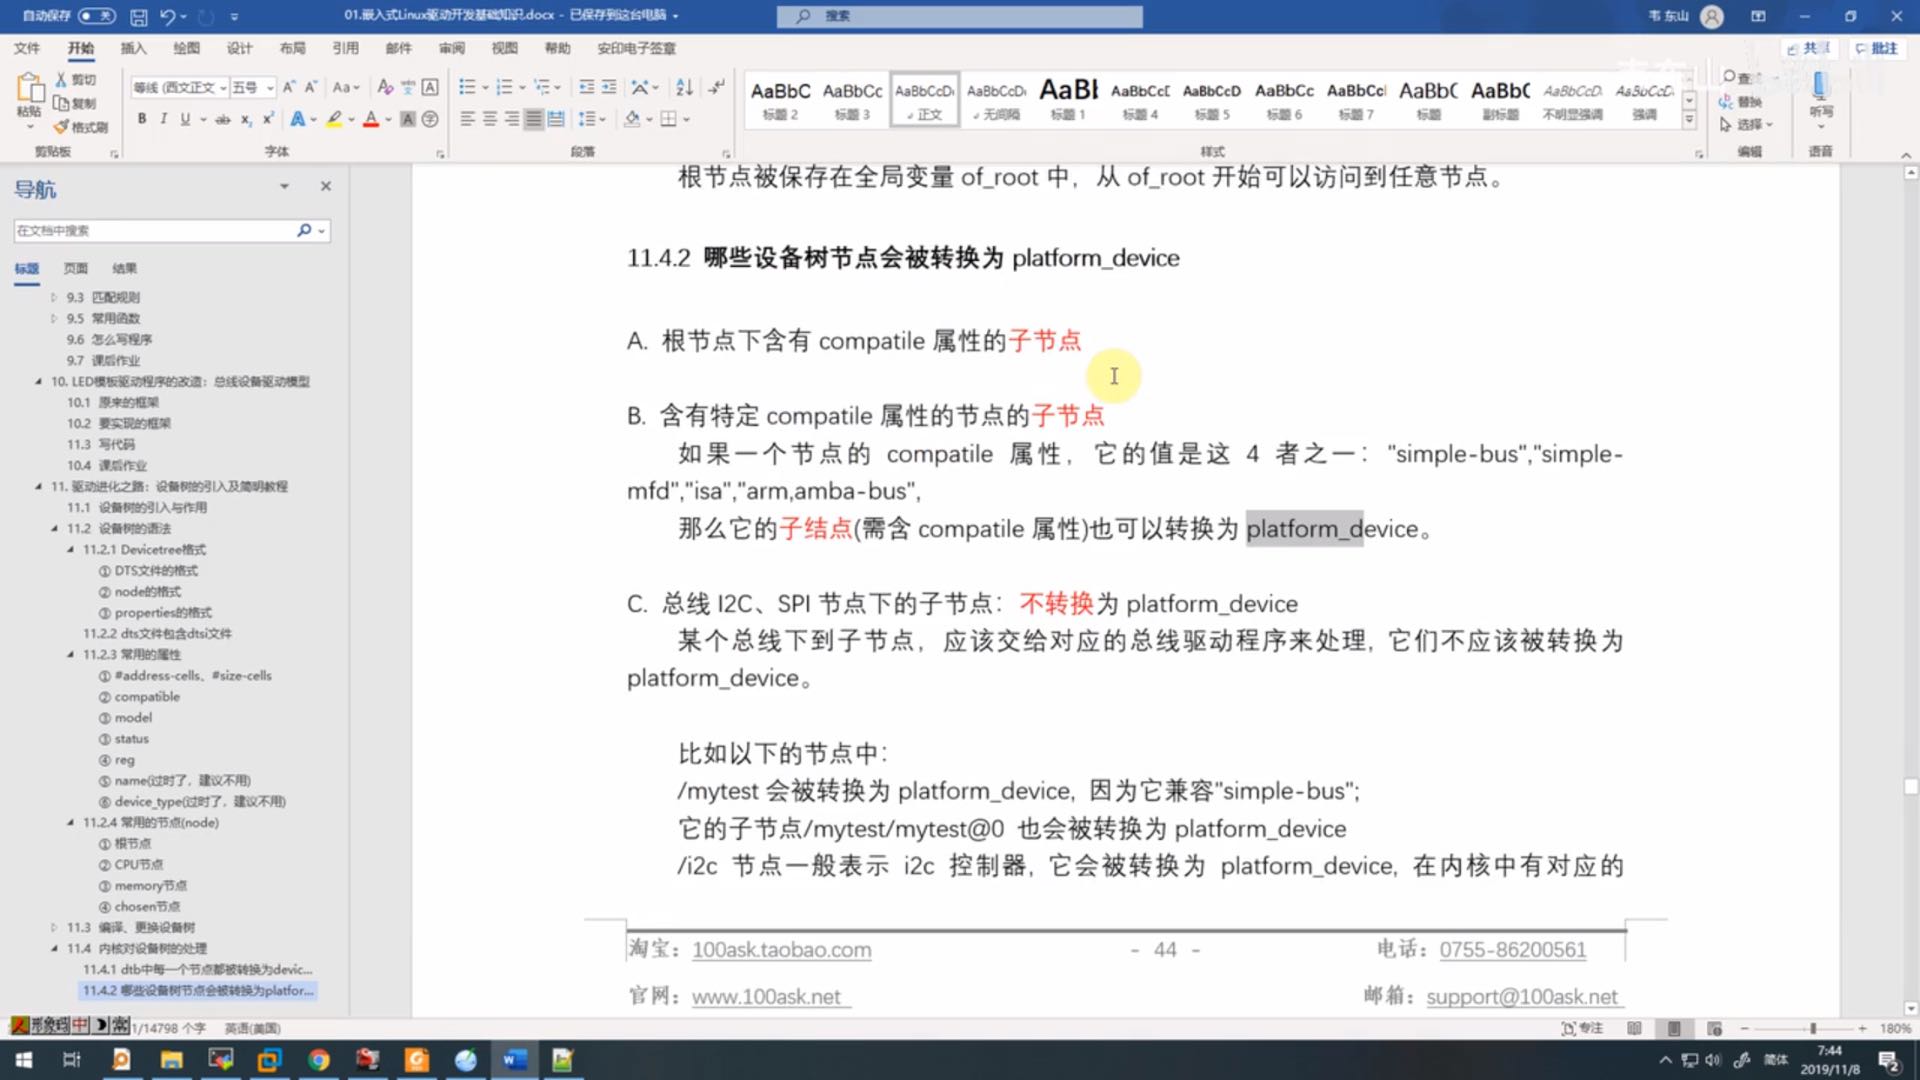 自动保存 关
01.嵌入式Linux驱动开发基础知识.docx - 已保存到这台电脑
搜索
韦 东山
文件 开始 插入 绘图 设计 布局 引用 邮件 审阅 视图 帮助 安印电子签章
共享 批注
粘贴
剪切
复制
格式刷
剪贴板
等线 (西文正文 五号
字体
段落
AaBbC 标题 2
AaBbCc 标题 3
AaBbCcDı 正文
AaBbCcDı 无间隔
AaBł 标题 1
AaBbCcD 标题 4
AaBbCcD 标题 5
AaBbCc 标题 6
AaBbCcl 标题 7
AaBbC 标题
AaBbC 副标题
AaBbCcD. 不明显强调
AaBbCcD. 强调
样式
替换
选择
编辑
听写
语音
导航
在文档中搜索
标题 页面 结果
9.3 匹配规则
9.5 常用函数
9.6 怎么写程序
9.7 课后作业
10. LED模板驱动程序的改造：总线设备驱动模型
10.1 原来的框架
10.2 要实现的框架
11.3 写代码
10.4 课后作业
11. 驱动进化之路：设备树的引入及简明教程
11.1 设备树的引入与作用
11.2 设备树的语法
11.2.1 Devicetree格式
① DTS文件的格式
② node的格式
③ properties的格式
11.2.2 dts文件包含dtsi文件
11.2.3 常用的属性
① #address-cells、#size-cells
② compatible
③ model
③ status
④ reg
⑤ name(过时了，建议不用)
⑥ device_type(过时了，建议不用)
11.2.4 常用的节点(node)
① 根节点
② CPU节点
③ memory节点
④ chosen节点
11.3 编译、更换设备树
11.4 内核对设备树的处理
11.4.1 dtb中每一个节点都被转换为devic...
11.4.2 哪些设备树节点会被转换为platfor...
根节点被保存在全局变量 of_root 中，从 of_root 开始可以访问到任意节点。
11.4.2 哪些设备树节点会被转换为 platform_device
A. 根节点下含有 compatile 属性的子节点
B. 含有特定 compatile 属性的节点的子节点
如果一个节点的 compatile 属性，它的值是这 4 者之一："simple-bus","simple-
mfd","isa","arm,amba-bus",
那么它的子结点(需含 compatile 属性)也可以转换为 platform_device。
C. 总线 I2C、SPI 节点下的子节点：不转换为 platform_device
某个总线下到子节点，应该交给对应的总线驱动程序来处理, 它们不应该被转换为
platform_device。
比如以下的节点中：
/mytest 会被转换为 platform_device, 因为它兼容"simple-bus";
它的子节点/mytest/mytest@0 也会被转换为 platform_device
/i2c 节点一般表示 i2c 控制器, 它会被转换为 platform_device, 在内核中有对应的
淘宝：100ask.taobao.com - 44 - 电话：0755-86200561
官网：www.100ask.net 邮箱：support@100ask.net
1/14798 个字 英语(美国)
专注
180%
简体
7:44
2019/11/8
2